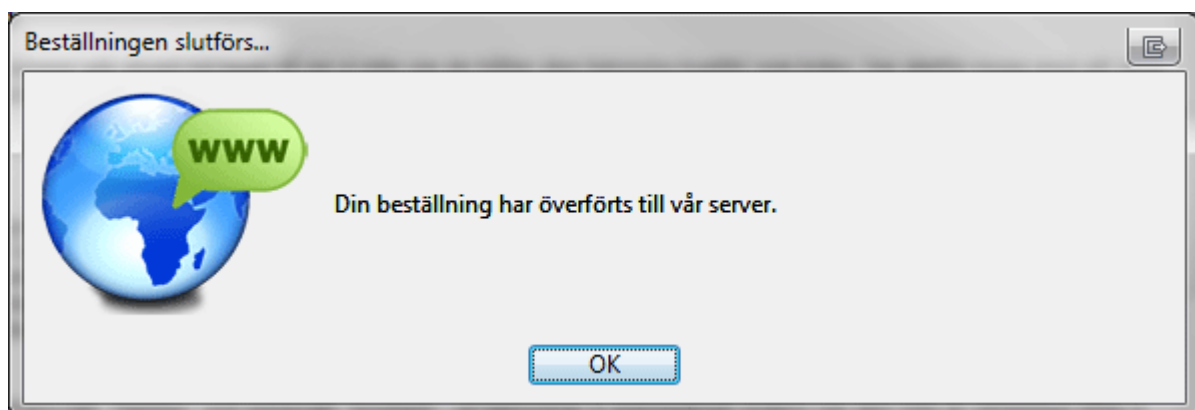 Beställningen slutförs...
www
Din beställning har överförts till vår server.
OK